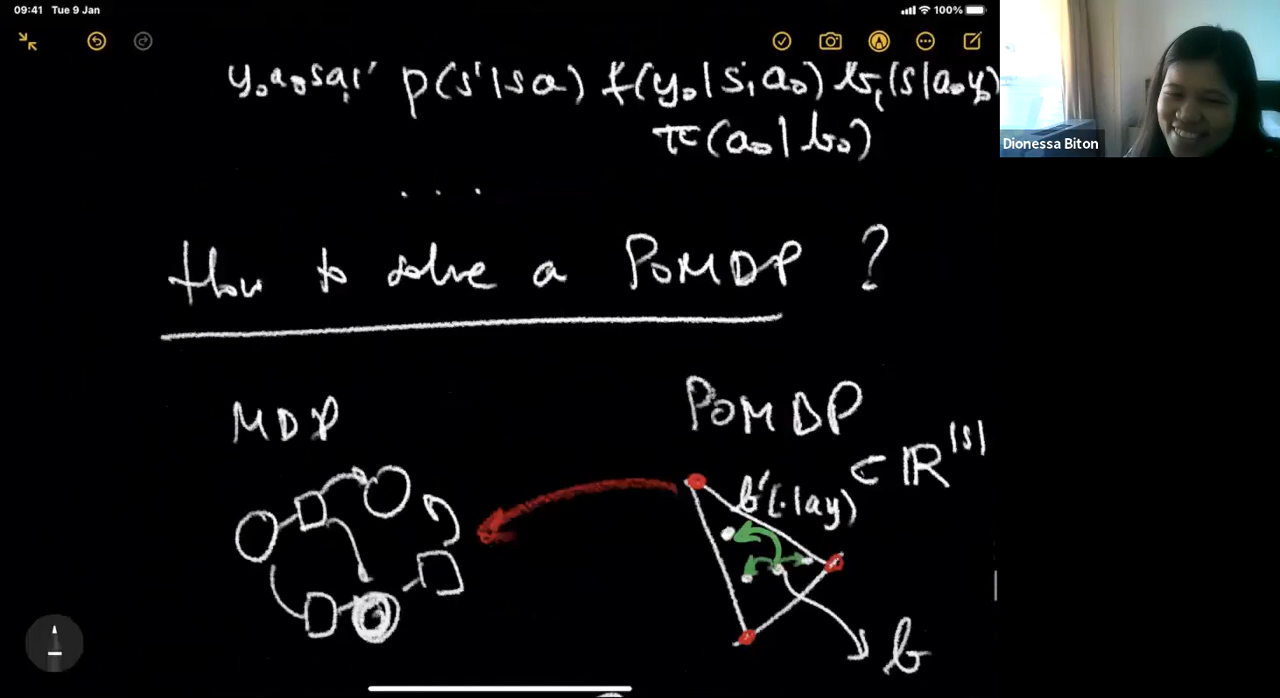 09:41 Tue 9 Jan
100%
p(s'|sa) f(y₀|s,a₀) b₁(s|a₀y₀)
π(a₀|b₀)
...
How to solve a POMDP ?
MDP
POMDP
⊂ ℝ^|S|
b'(.|ay)
b
Dionessa Biton